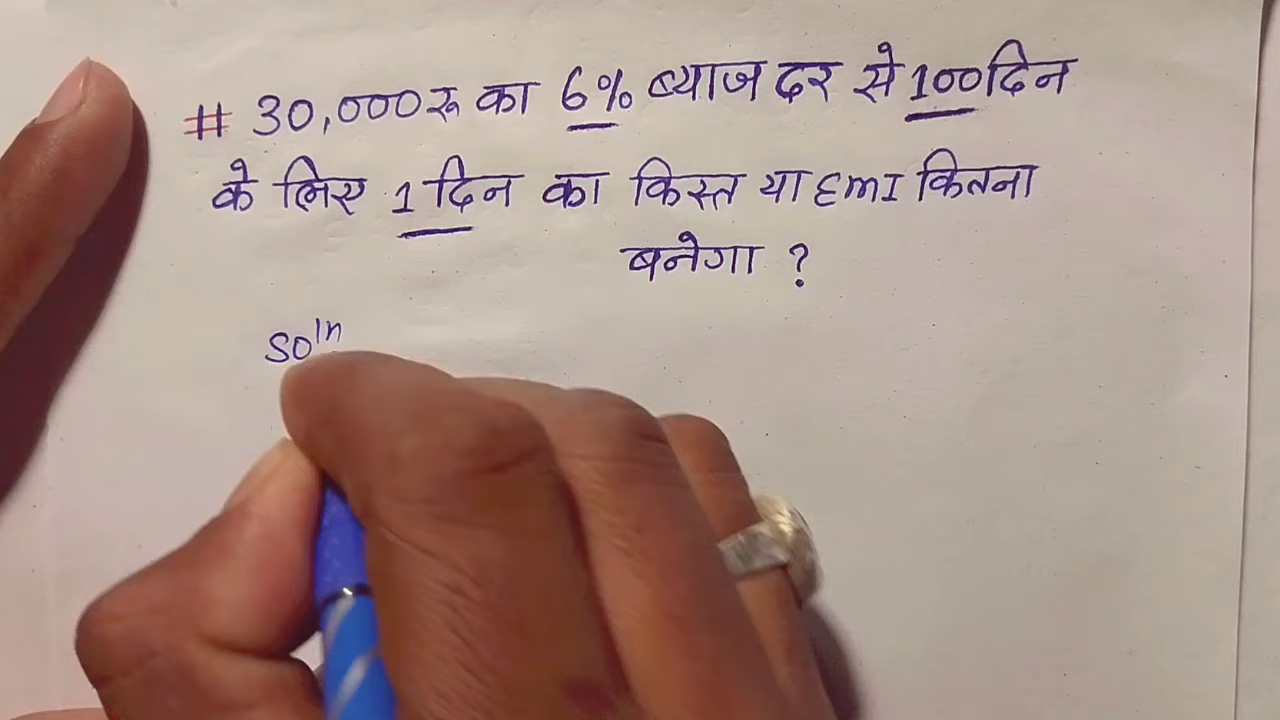 # 30,000रु का 6% ब्याज दर से 100दिन
के लिए 1 दिन का किस्त या EMI कितना
बनेगा ?
Soln